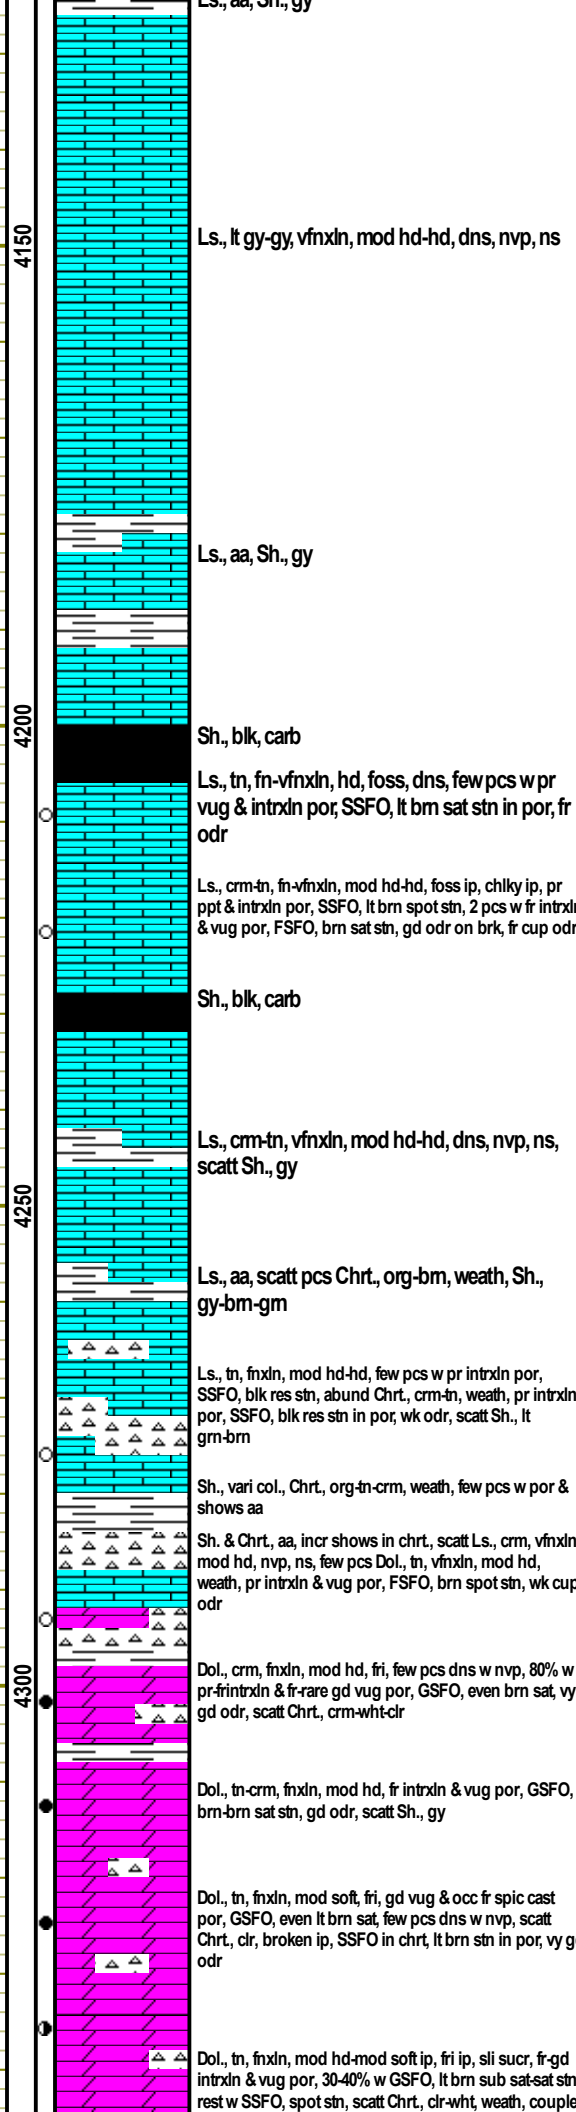 Ls., aa, Sh., gy
4150
Ls., lt gy-gy, vfnxln, mod hd-hd, dns, nvp, ns
Ls., aa, Sh., gy
4200
Sh., blk, carb
Ls., tn, fn-vfnxln, hd, foss, dns, few pcs w pr
vug & intrxln por, SSFO, lt brn sat stn in por, fr
odr
Ls., crm-tn, fn-vfnxln, mod hd-hd, foss ip, chlky ip, pr
ppt & intrxln por, SSFO, lt brn spot stn, 2 pcs w fr intrxln
& vug por, FSFO, brn sat stn, gd odr on brk, fr cup odr
Sh., blk, carb
Ls., crm-tn, vfnxln, mod hd-hd, dns, nvp, ns,
scatt Sh., gy
4250
Ls., aa, scatt pcs Chrt., org-brn, weath, Sh.,
gy-brn-grn
Ls., tn, fnxln, mod hd-hd, few pcs w pr intrxln por,
SSFO, blk res stn, abund Chrt., crm-tn, weath, pr intrxln
por, SSFO, blk res stn in por, wk odr, scatt Sh., lt
grn-brn
Sh., vari col., Chrt., org-tn-crm, weath, few pcs w por &
shows aa
Sh. & Chrt., aa, incr shows in chrt., scatt Ls., crm, vfnxln
mod hd, nvp, ns, few pcs Dol., tn, vfnxln, mod hd,
weath, pr intrxln & vug por, FSFO, brn spot stn, wk cup
odr
4300
Dol., crm, fnxln, mod hd, fri, few pcs dns w nvp, 80% w
pr-frintrxln & fr-rare gd vug por, GSFO, even brn sat, vy
gd odr, scatt Chrt., crm-wht-clr
Dol., tn-crm, fnxln, mod hd, fr intrxln & vug por, GSFO,
brn-brn sat stn, gd odr, scatt Sh., gy
Dol., tn, fnxln, mod soft, fri, gd vug & occ fr spic cast
por, GSFO, even lt brn sat, few pcs dns w nvp, scatt
Chrt., clr, broken ip, SSFO in chrt, lt brn stn in por, vy g
odr
Dol., tn, fnxln, mod hd-mod soft ip, fri ip, sli sucr, fr-gd
intrxln & vug por, 30-40% w GSFO, lt brn sub sat-sat stn
rest w SSFO, spot stn, scatt Chrt., clr-wht, weath, couple